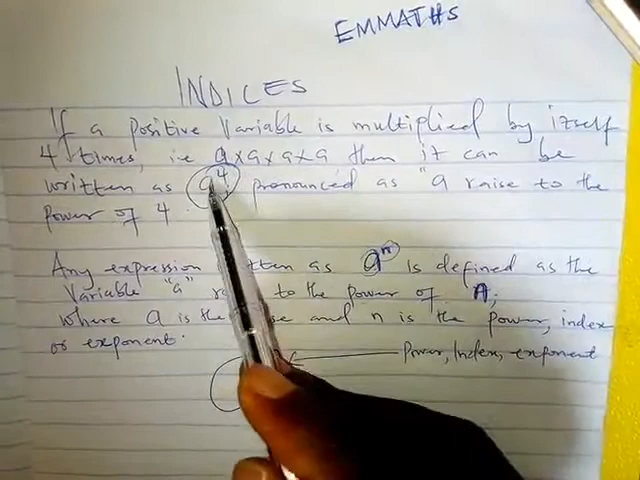 EMMATHS
INDICES
If a positive Variable is multiplied by itself
4 times, i.e a x a x a x a then it can be
written as a⁴, pronounced as "a raise to the
power of 4.
Any expression as aⁿ is defined as the
Variable "a" to the power of n,
where a is the and n is the power, index
or exponent.
Power, Index, exponent